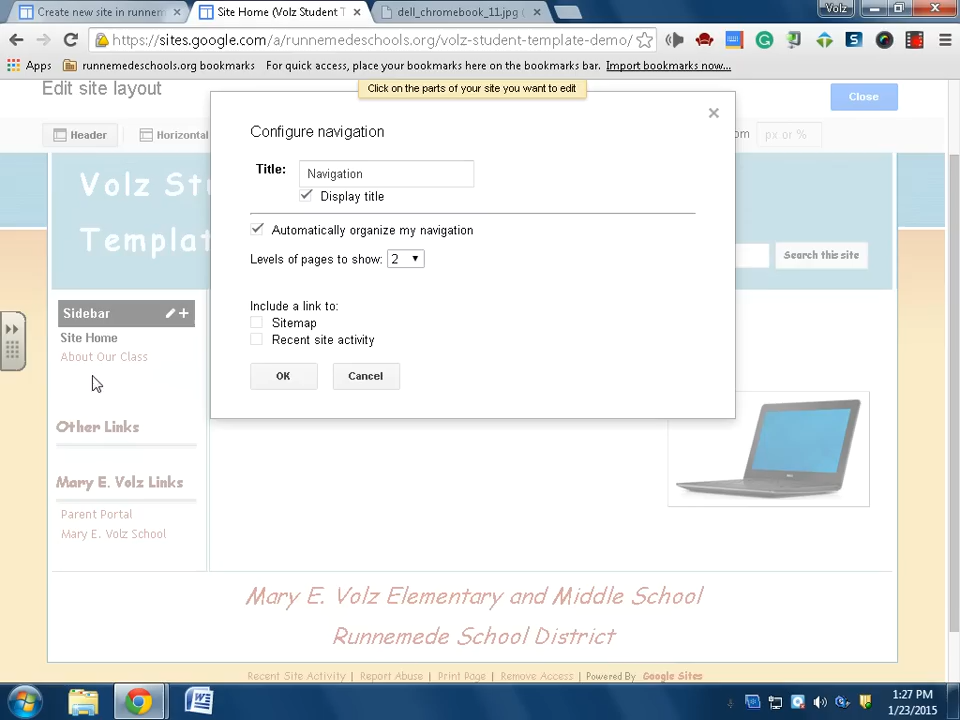 Create new site in runnem
Site Home (Volz Student T
dell_chromebook_11.jpg (
Volz
https://sites.google.com/a/runnemedeschools.org/volz-student-template-demo/
Apps
runnemedeschools.org bookmarks
For quick access, place your bookmarks here on the bookmarks bar.
Import bookmarks now...
Edit site layout
Click on the parts of your site you want to edit
Close
Header
Horizontal
om
px or %
Configure navigation
Title:
Navigation
Display title
Automatically organize my navigation
Levels of pages to show:
2
Include a link to:
Sitemap
Recent site activity
OK
Cancel
Volz Stu
Templat
Search this site
Sidebar
Site Home
About Our Class
Other Links
Mary E. Volz Links
Parent Portal
Mary E. Volz School
Mary E. Volz Elementary and Middle School
Runnemede School District
Recent Site Activity | Report Abuse | Print Page | Remove Access | Powered By Google Sites
1:27 PM
1/23/2015